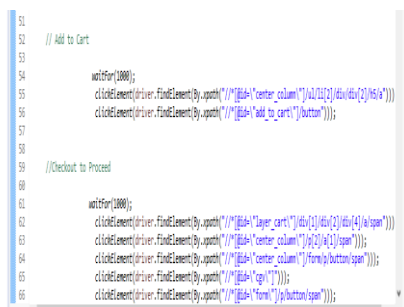 51
52 // Add to Cart
53
54 waitFor(1000);
55 clickElement(driver.findElement(By.xpath("//*[@id=\"center_column\"]/ul/li[2]/div/div[2]/h5/a")))
56 clickElement(driver.findElement(By.xpath("//*[@id=\"add_to_cart\"]/button")));
57
58
59 //Checkout to Proceed
60
61 waitFor(1000);
62 clickElement(driver.findElement(By.xpath("//*[@id=\"layer_cart\"]/div[1]/div[2]/div[4]/a/span")))
63 clickElement(driver.findElement(By.xpath("//*[@id=\"center_column\"]/p[2]/a[1]/span")));
64 clickElement(driver.findElement(By.xpath("//*[@id=\"center_column\"]/form/p/button/span")));
65 clickElement(driver.findElement(By.xpath("//*[@id=\"cgv\"]")));
66 clickElement(driver.findElement(By.xpath("//*[@id=\"form\"]/p/button/span")));